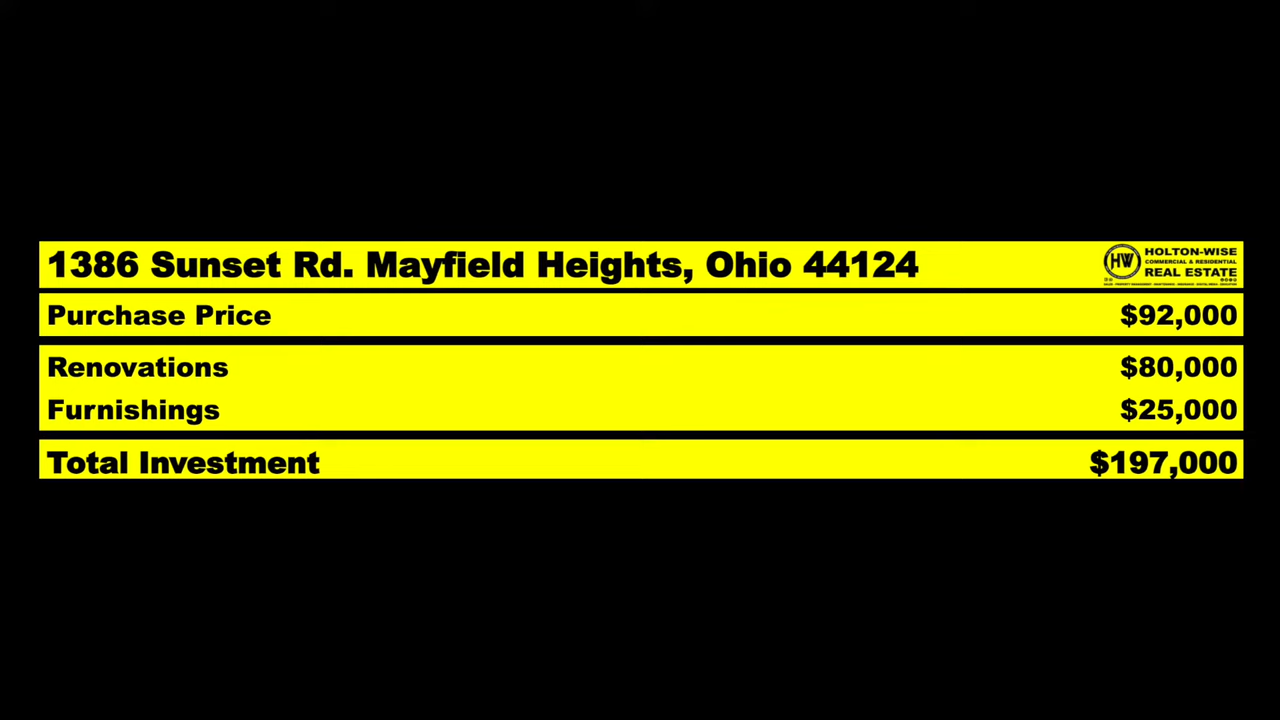 1386 Sunset Rd. Mayfield Heights, Ohio 44124
HW
HOLTON-WISE
COMMERCIAL & RESIDENTIAL
REAL ESTATE
Purchase Price $92,000
Renovations $80,000
Furnishings $25,000
Total Investment $197,000